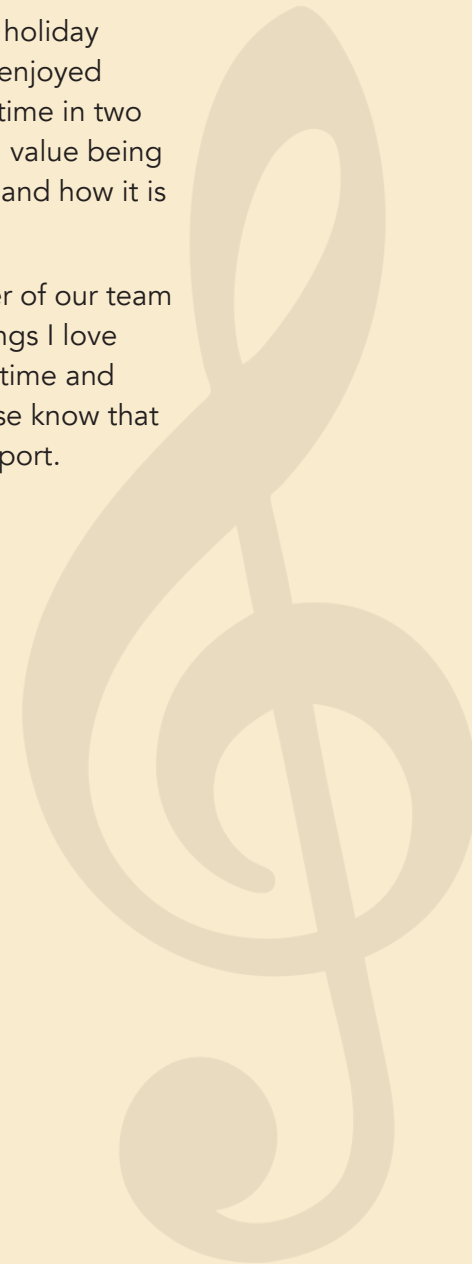 holiday
enjoyed
time in two
value being
and how it is
er of our team
ngs I love
time and
se know that
port.